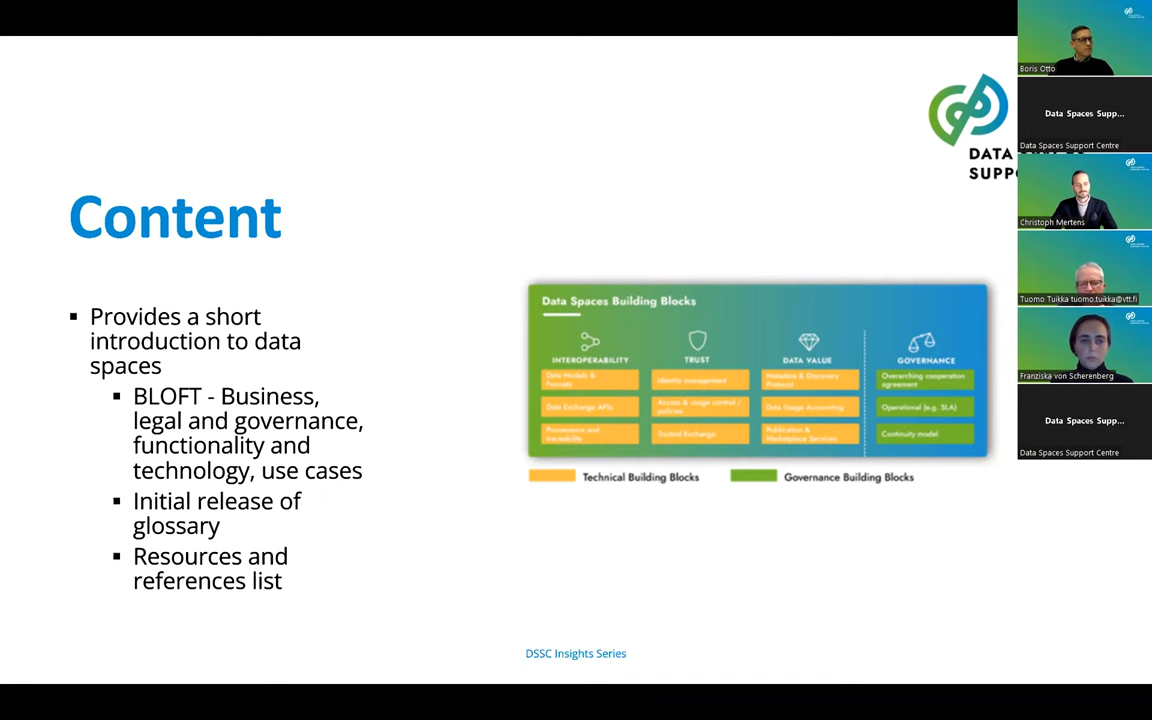 Content
▪ Provides a short
introduction to data
spaces
▪ BLOFT - Business,
legal and governance,
functionality and
technology, use cases
▪ Initial release of
glossary
▪ Resources and
references list
DATA
SUPP
Data Spaces Building Blocks
INTEROPERABILITY
Data Models &
Formats
Data Exchange APIs
Provenance and
traceability
TRUST
Identity management
Access & usage control /
policies
Trusted Exchange
DATA VALUE
Metadata & Discovery
Protocol
Data Usage Accounting
Publication &
Marketplace Services
GOVERNANCE
Overarching cooperation
agreement
Operational (e.g. SLA)
Continuity model
Technical Building Blocks
Governance Building Blocks
DSSC Insights Series
Boris Otto
Data Spaces Supp...
Data Spaces Support Centre
Christoph Mertens
Tuomo Tuikka tuomo.tuikka@vtt.fi
Franziska von Scherenberg
Data Spaces Supp...
Data Spaces Support Centre